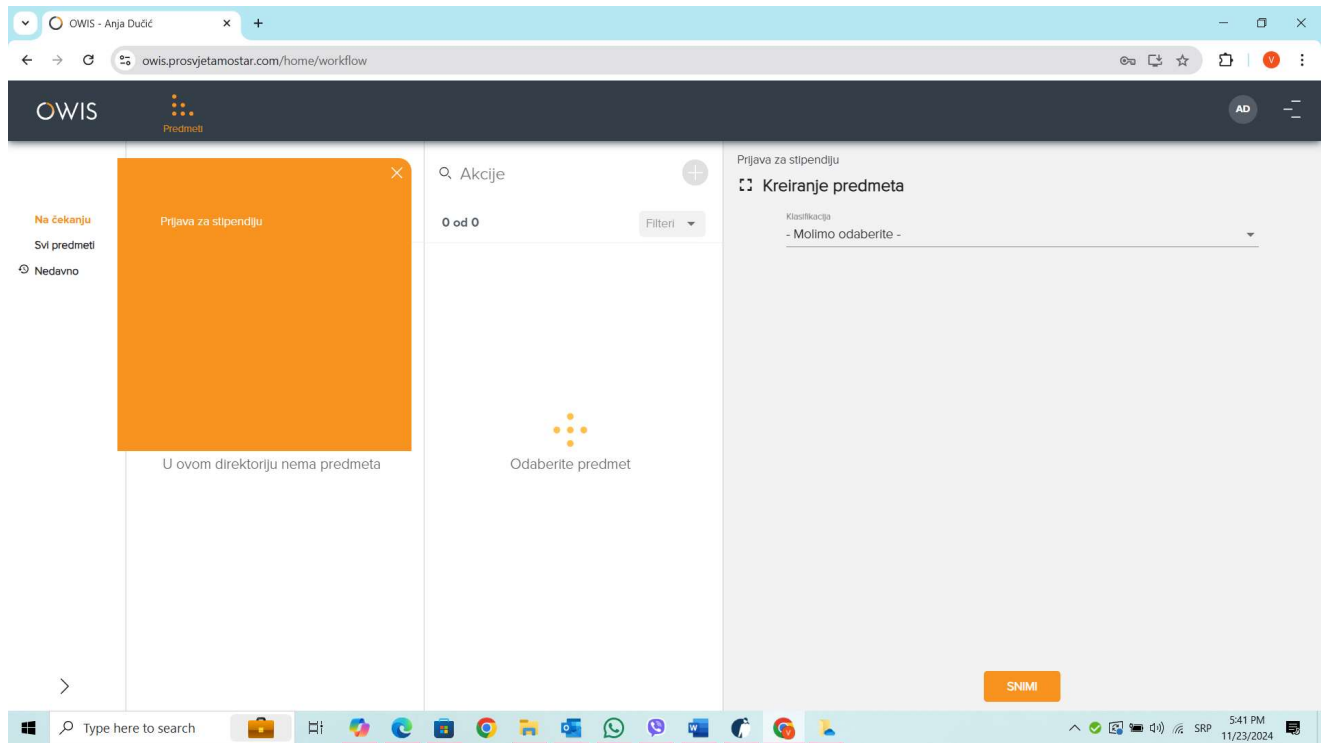 OWIS - Anja Dučić
owis.prosvjetamostar.com/home/workflow
V
OWIS
Predmeti
AD
Na čekanju
Svi predmeti
Nedavno
Prijava za stipendiju
U ovom direktoriju nema predmeta
Akcije
0 od 0
Filteri
Odaberite predmet
Prijava za stipendiju
Kreiranje predmeta
Klasifikacija
- Molimo odaberite -
SNIMI
Type here to search
SRP
5:41 PM
11/23/2024